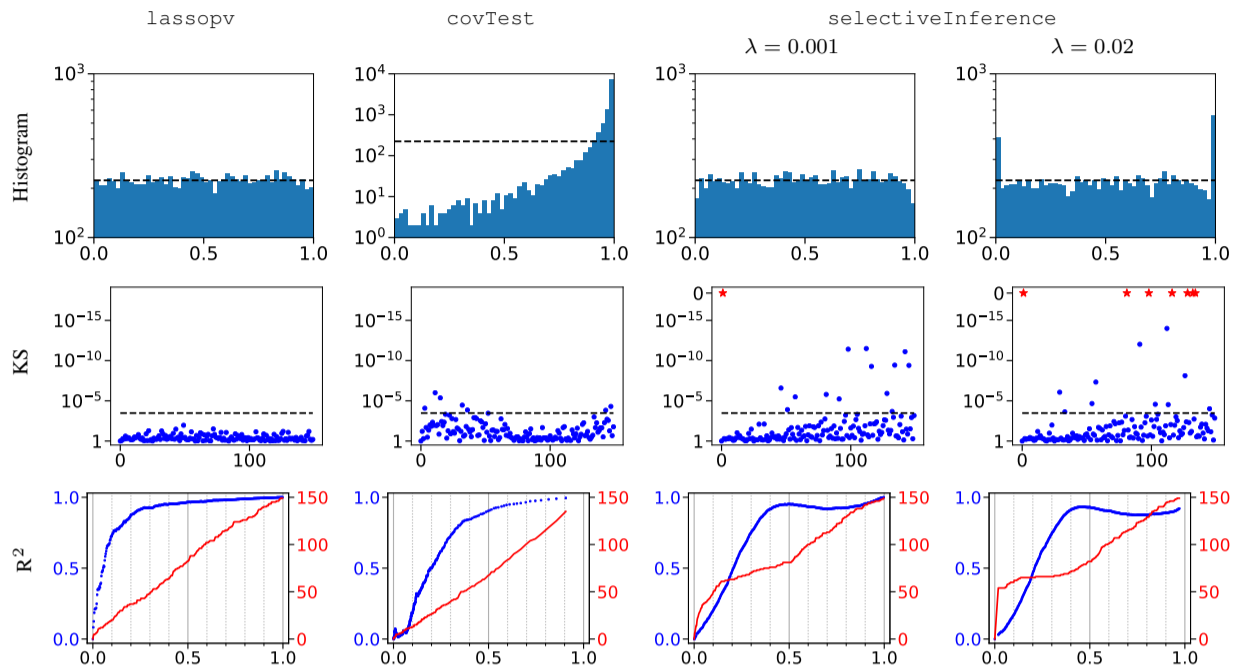 lassopv covTest selectiveInference
λ = 0.001 λ = 0.02
Histogram
10³ 10² 0.0 0.5 1.0
10⁴ 10³ 10² 10¹ 10⁰ 0.0 0.5 1.0
10³ 10² 0.0 0.5 1.0
10³ 10² 0.0 0.5 1.0
KS
10⁻¹⁵ 10⁻¹⁰ 10⁻⁵ 1 0 100
10⁻¹⁵ 10⁻¹⁰ 10⁻⁵ 1 0 100
0 10⁻¹⁵ 10⁻¹⁰ 10⁻⁵ 1 0 100
0 10⁻¹⁵ 10⁻¹⁰ 10⁻⁵ 1 0 100
R²
1.0 0.5 0.0 150 100 50 0 0.0 0.5 1.0
1.0 0.5 0.0 150 100 50 0 0.0 0.5 1.0
1.0 0.5 0.0 150 100 50 0 0.0 0.5 1.0
1.0 0.5 0.0 150 100 50 0 0.0 0.5 1.0